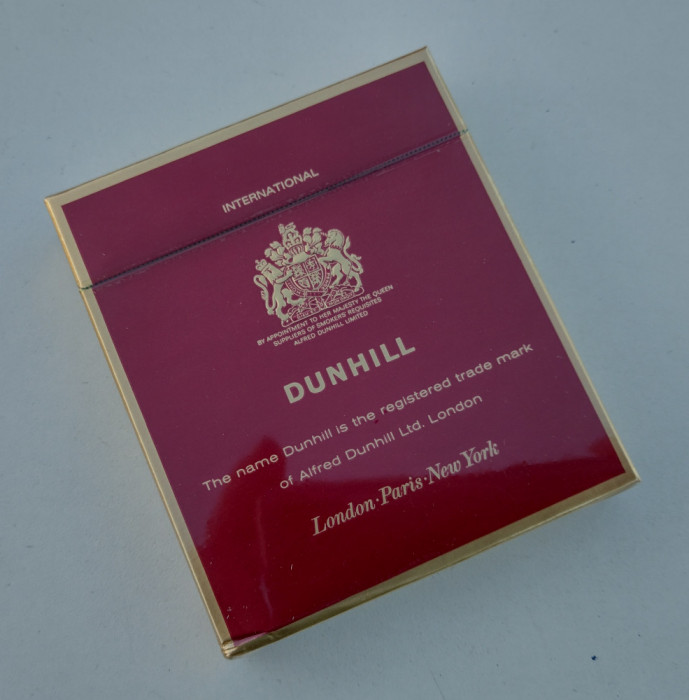 INTERNATIONAL
BY APPOINTMENT TO HER MAJESTY THE QUEEN
SUPPLIERS OF SMOKERS' REQUISITES
ALFRED DUNHILL LIMITED
DUNHILL
The name Dunhill is the registered trade mark
of Alfred Dunhill Ltd. London
London·Paris·New York